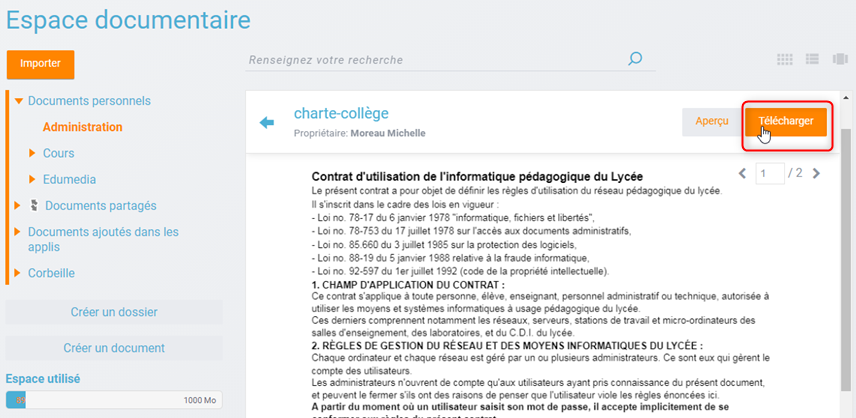 Espace documentaire
Importer
Renseignez votre recherche
Documents personnels
Administration
Cours
Edumedia
Documents partagés
Documents ajoutés dans les
applis
Corbeille
Créer un dossier
Créer un document
Espace utilisé
1000 Mo
charte-collège
Propriétaire: Moreau Michelle
Aperçu
Télécharger
1 / 2
Contrat d'utilisation de l'informatique pédagogique du Lycée
Le présent contrat a pour objet de définir les règles d'utilisation du réseau pédagogique du lycée.
Il s'inscrit dans le cadre des lois en vigueur :
- Loi no. 78-17 du 6 janvier 1978 "informatique, fichiers et libertés",
- Loi no. 78-753 du 17 juillet 1978 sur l'accès aux documents administratifs,
- Loi no. 85.660 du 3 juillet 1985 sur la protection des logiciels,
- Loi no. 88-19 du 5 janvier 1988 relative à la fraude informatique,
- Loi no. 92-597 du 1er juillet 1992 (code de la propriété intellectuelle).
1. CHAMP D'APPLICATION DU CONTRAT :
Ce contrat s'applique à toute personne, élève, enseignant, personnel administratif ou technique, autorisée à
utiliser les moyens et systèmes informatiques à usage pédagogique du lycée.
Ces derniers comprennent notamment les réseaux, serveurs, stations de travail et micro-ordinateurs des
salles d'enseignement, des laboratoires, et du C.D.I. du lycée.
2. RÈGLES DE GESTION DU RÉSEAU ET DES MOYENS INFORMATIQUES DU LYCÉE :
Chaque ordinateur et chaque réseau est géré par un ou plusieurs administrateurs. Ce sont eux qui gèrent le
compte des utilisateurs.
Les administrateurs n'ouvrent de compte qu'aux utilisateurs ayant pris connaissance du présent document,
et peuvent le fermer s'ils ont des raisons de penser que l'utilisateur viole les règles énoncées ici.
A partir du moment où un utilisateur saisit son mot de passe, il accepte implicitement de se
conformer aux règles du présent contrat